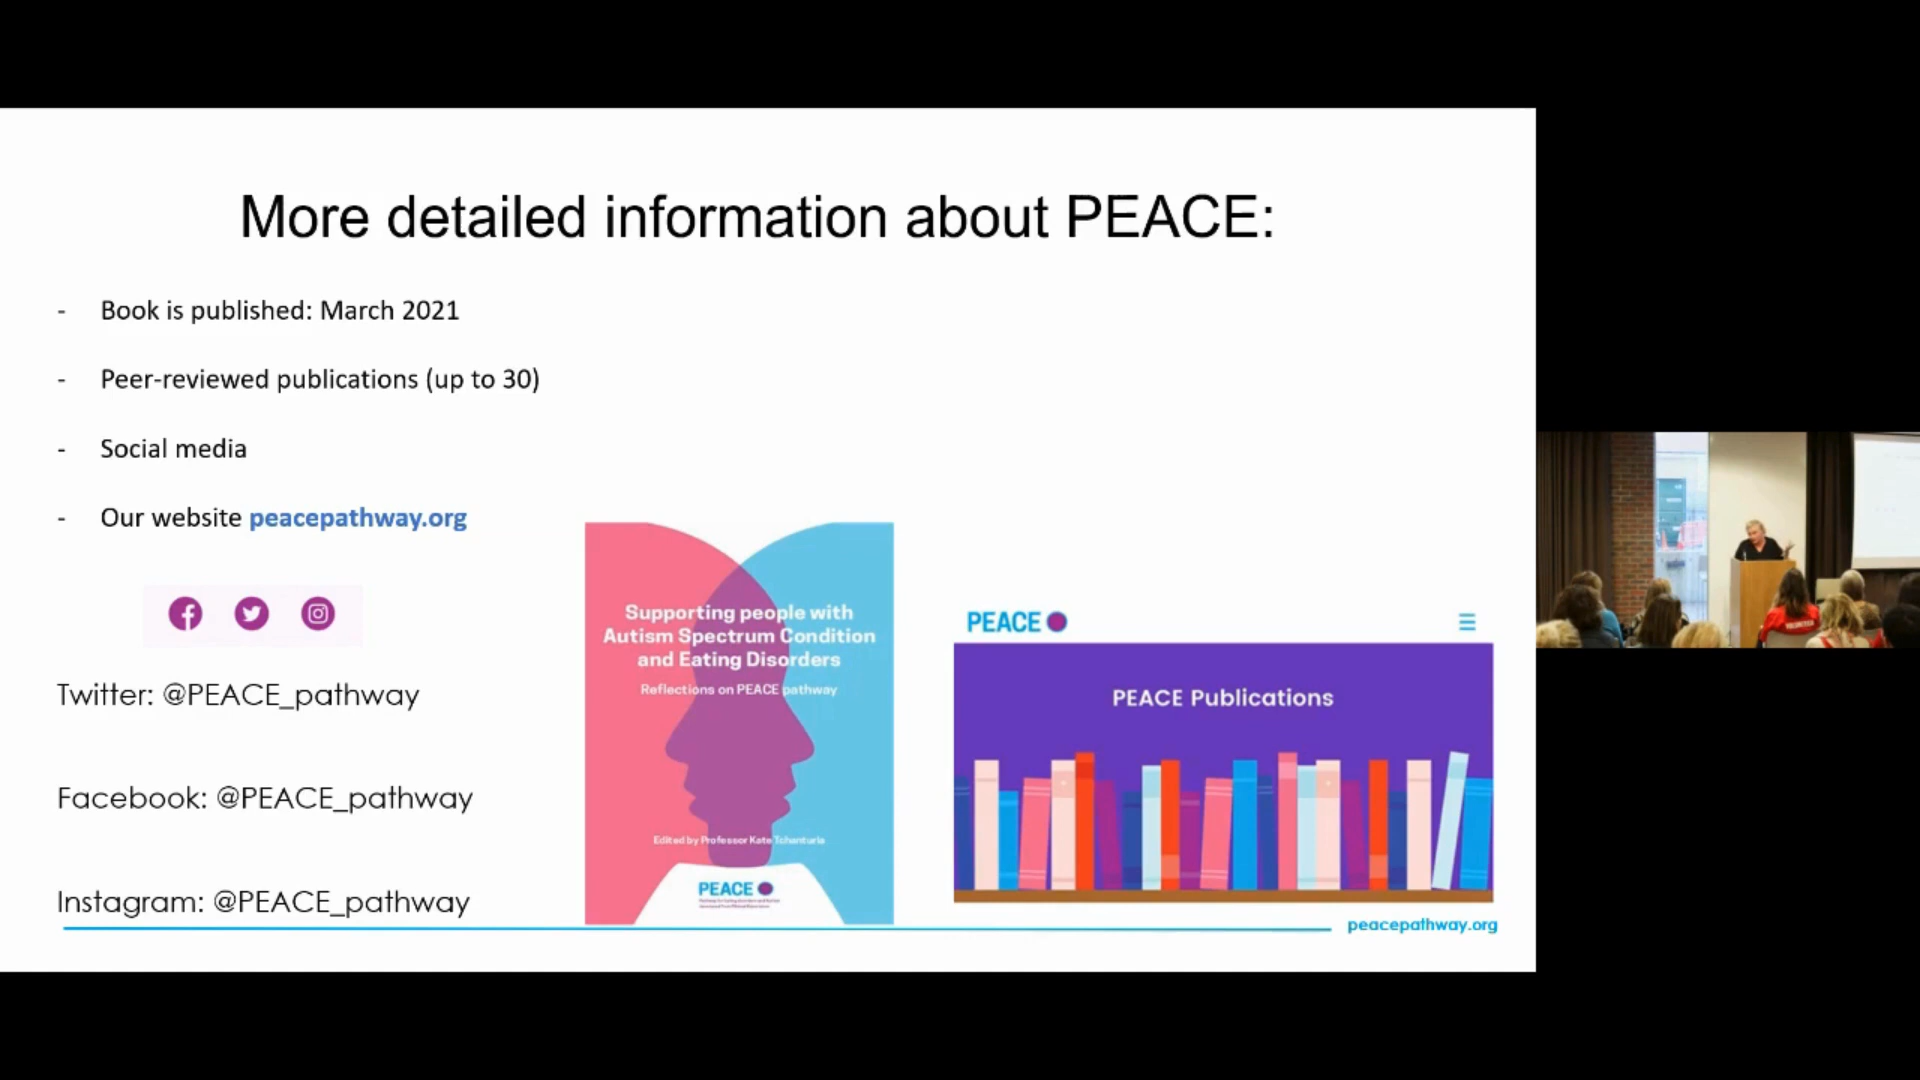 More detailed information about PEACE:
- Book is published: March 2021
- Peer-reviewed publications (up to 30)
- Social media
- Our website peacepathway.org
Twitter: @PEACE_pathway
Facebook: @PEACE_pathway
Instagram: @PEACE_pathway
Supporting people with
Autism Spectrum Condition
and Eating Disorders
Reflections on PEACE pathway
Edited by Professor Kate Tchanturia
PEACE
PEACE
PEACE Publications
peacepathway.org
VOLUNTEER